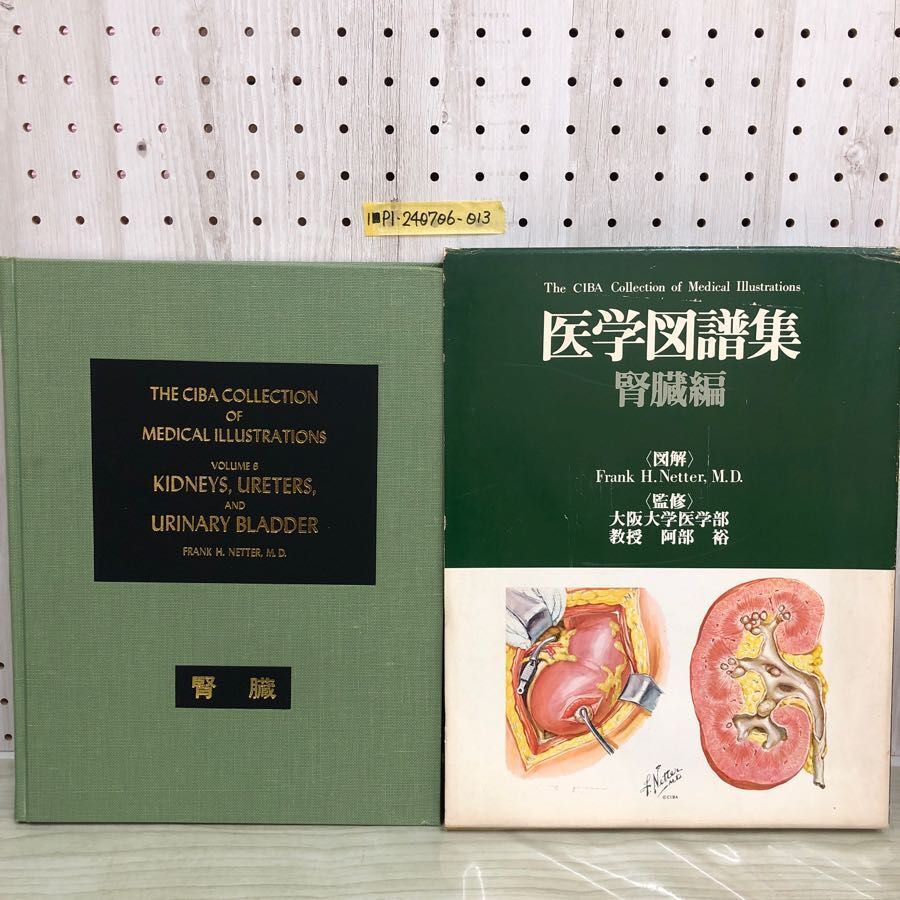 P1-240706-013
THE CIBA COLLECTION
OF
MEDICAL ILLUSTRATIONS
VOLUME 6
KIDNEYS, URETERS,
AND
URINARY BLADDER
FRANK H. NETTER, M. D.
腎 臓
The CIBA Collection of Medical Illustrations
医学図譜集
腎臓編
〈図解〉
Frank H. Netter, M.D.
〈監修〉
大阪大学医学部
教授 阿部 裕
F. Netter
M.D.
© CIBA